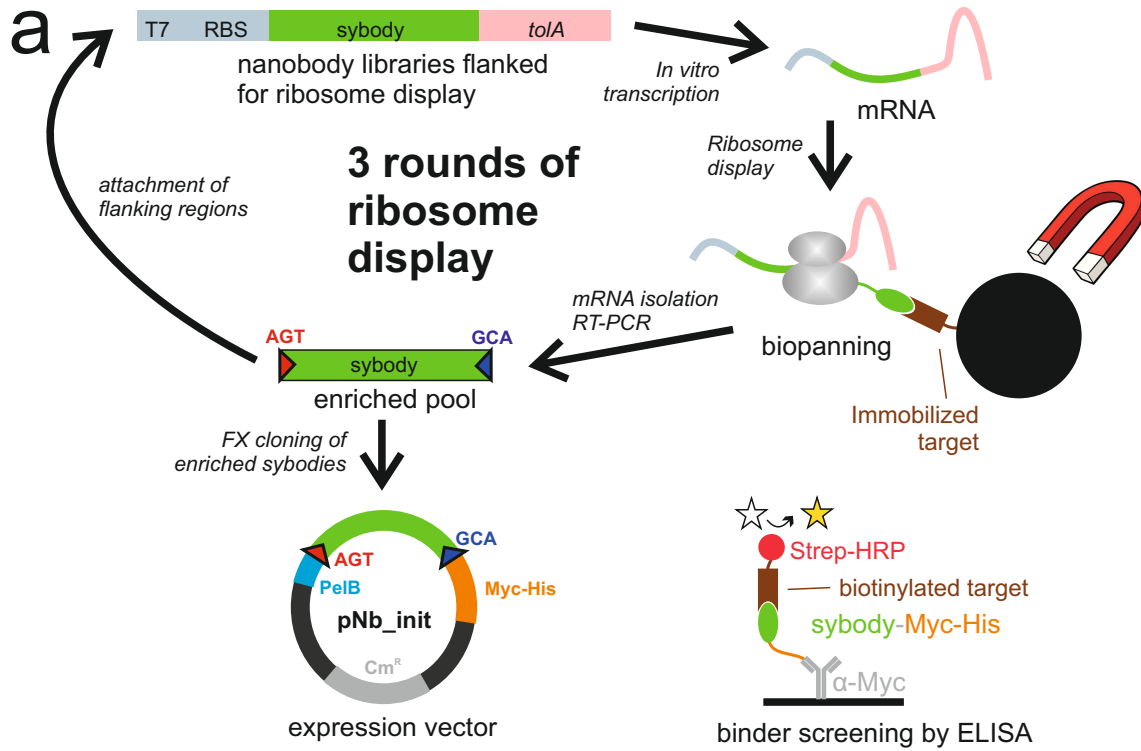 a
T7 RBS sybody tolA
nanobody libraries flanked
for ribosome display
In vitro
transcription
mRNA
Ribosome
display
attachment of
flanking regions
3 rounds of
ribosome
display
mRNA isolation
RT-PCR
biopanning
Immobilized
target
AGT
GCA
sybody
enriched pool
FX cloning of
enriched sybodies
GCA
AGT
PelB
Myc-His
pNb_init
Cmᴿ
expression vector
Strep-HRP
biotinylated target
sybody-Myc-His
α-Myc
binder screening by ELISA